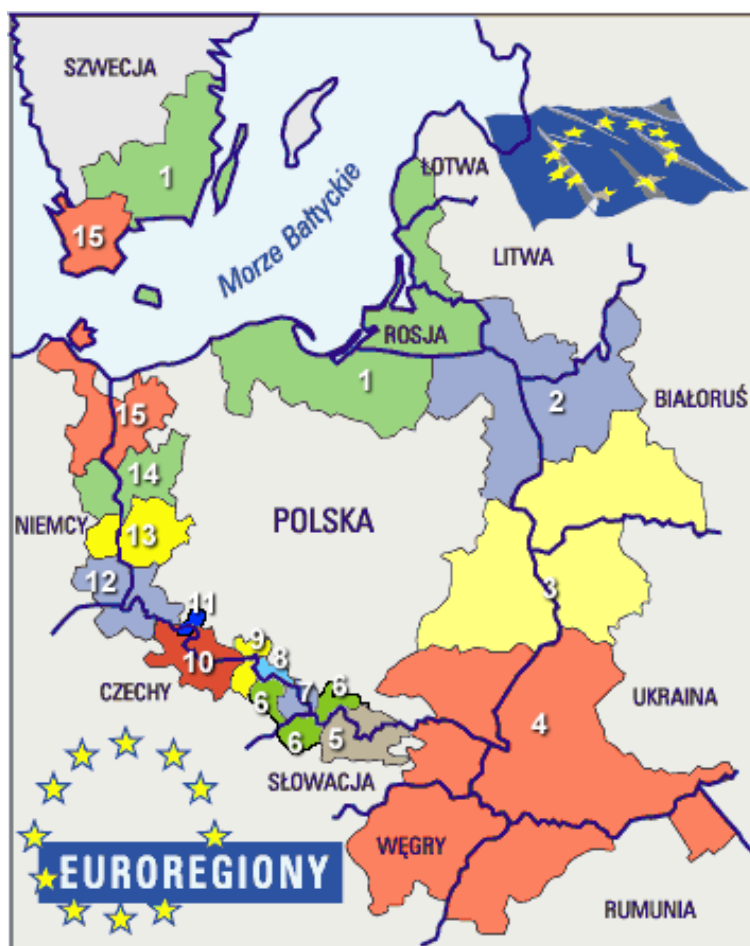 SZWECJA
1
ŁOTWA
15
Morze Bałtyckie
LITWA
ROSJA
1
2
BIAŁORUŚ
15
14
POLSKA
NIEMCY
13
12
3
11
9
10
8
CZECHY
6
7
6
UKRAINA
6
5
4
SŁOWACJA
WĘGRY
EUROREGIONY
RUMUNIA